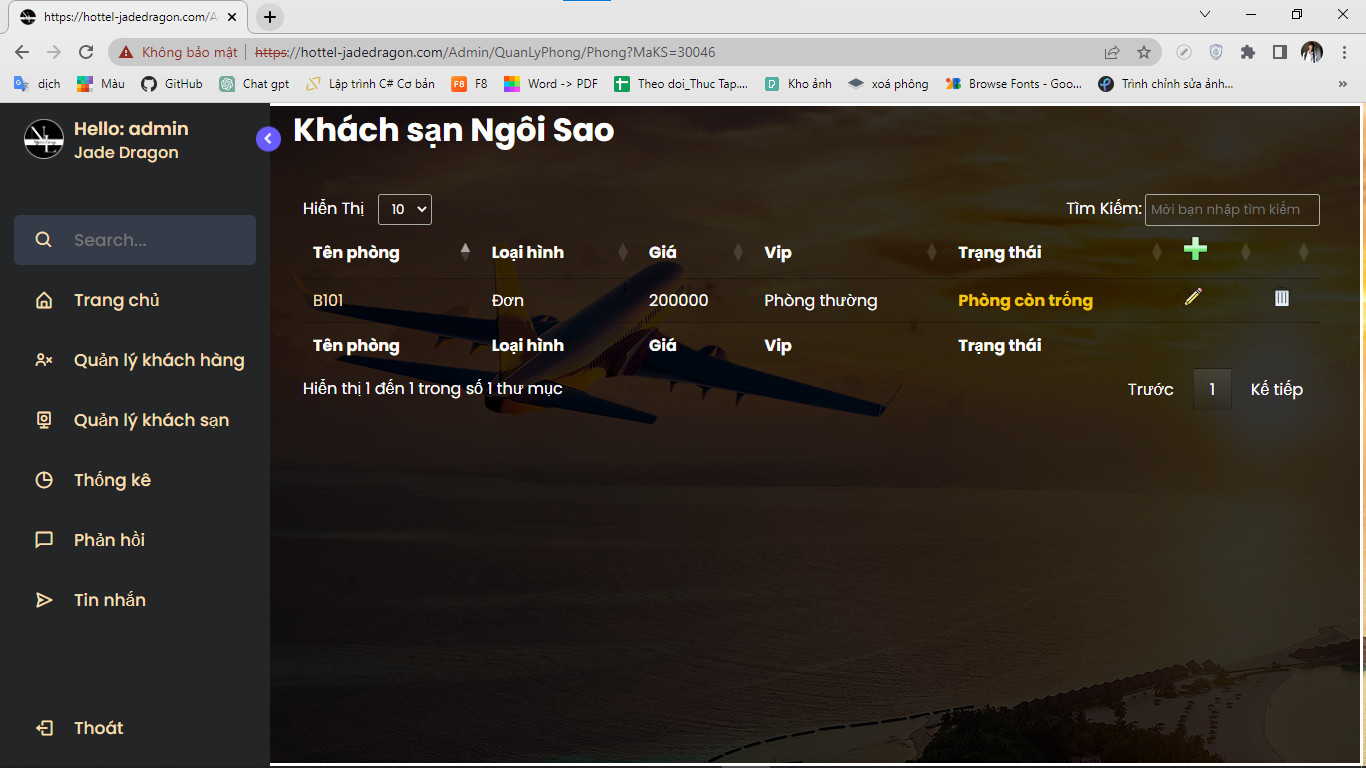 https://hottel-jadedragon.com/A
Không bảo mật | https://hottel-jadedragon.com/Admin/QuanLyPhong/Phong?MaKS=30046
dịch Màu GitHub Chat gpt Lập trình C# Cơ bản F8 F8 Word -> PDF Theo doi_Thuc Tap... D Kho ảnh xoá phông Browse Fonts - Goo... Trình chỉnh sửa ảnh... »
Hello: admin
Jade Dragon
Search...
Trang chủ
Quản lý khách hàng
Quản lý khách sạn
Thống kê
Phản hồi
Tin nhắn
Thoát
Khách sạn Ngôi Sao
Hiển Thị 10 Tìm Kiếm: Mời bạn nhập tìm kiếm
Tên phòng Loại hình Giá Vip Trạng thái
B101 Đơn 200000 Phòng thường Phòng còn trống
Tên phòng Loại hình Giá Vip Trạng thái
Hiển thị 1 đến 1 trong số 1 thư mục Trước 1 Kế tiếp